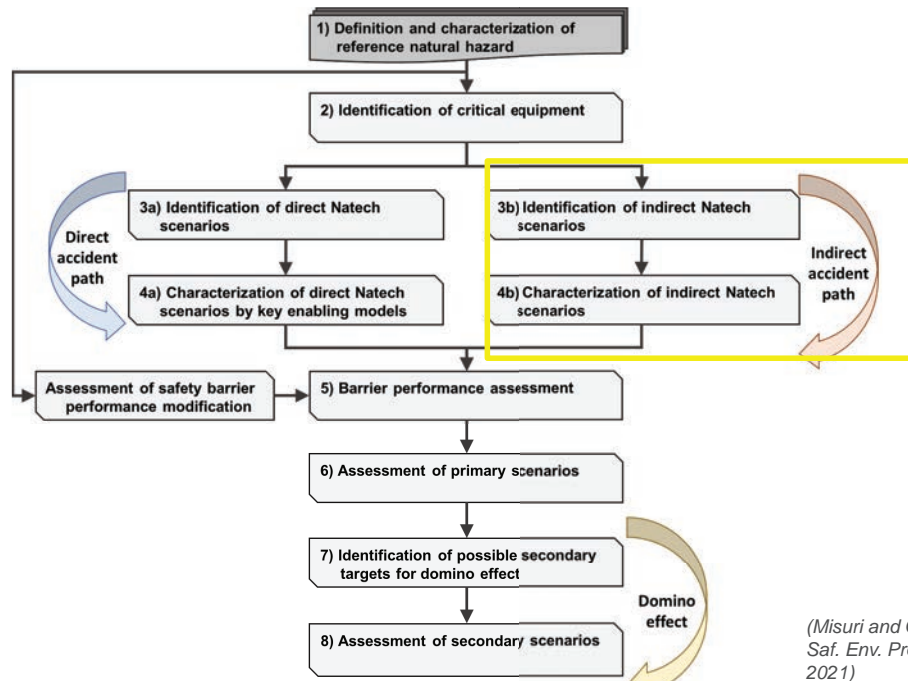 1) Definition and characterization of
reference natural hazard
2) Identification of critical equipment
3a) Identification of direct Natech
scenarios
3b) Identification of indirect Natech
scenarios
Direct
accident
path
Indirect
accident
path
4a) Characterization of direct Natech
scenarios by key enabling models
4b) Characterization of indirect Natech
scenarios
Assessment of safety barrier
performance modification
5) Barrier performance assessment
6) Assessment of primary scenarios
7) Identification of possible secondary
targets for domino effect
Domino
effect
8) Assessment of secondary scenarios
(Misuri and
Saf. Env.
2021)